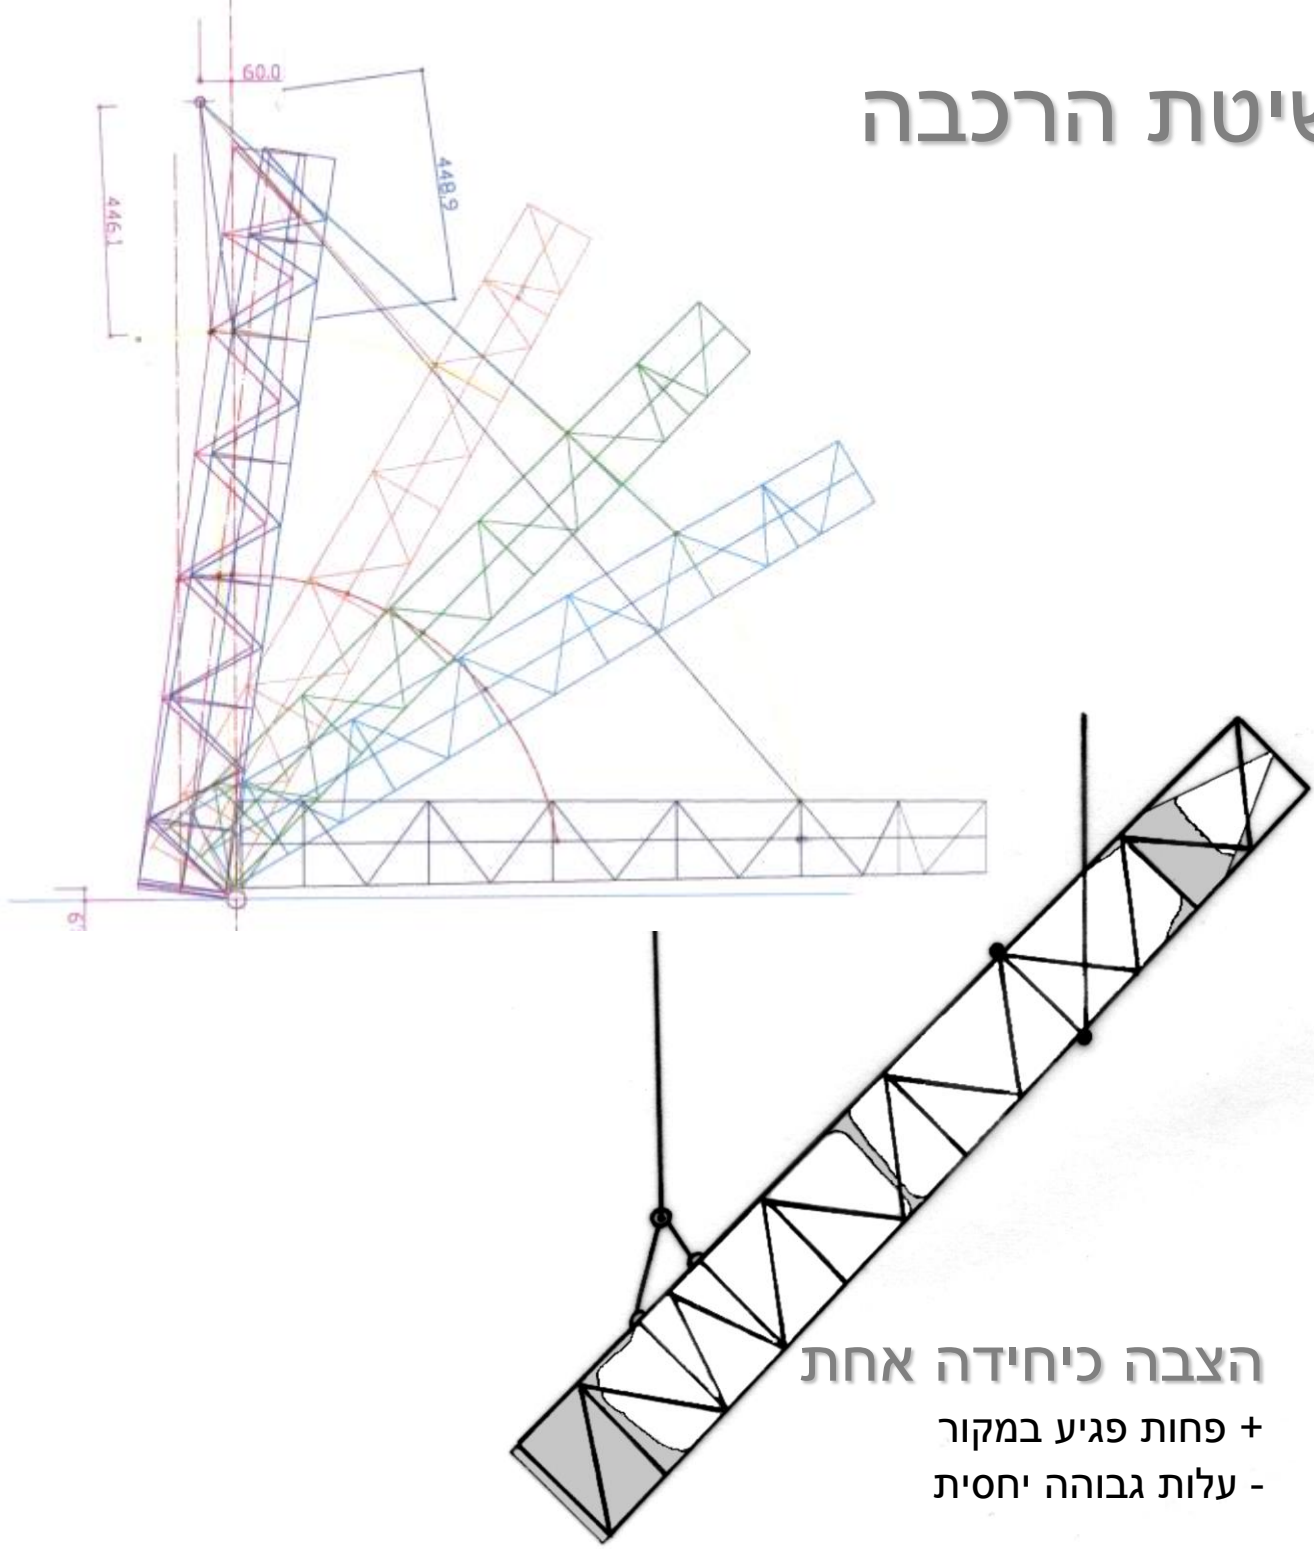 שיטת הרכבה
60.0
448.9
446.1
הצבה כיחידה אחת
+ פחות פגיע במקור
- עלות גבוהה יחסית